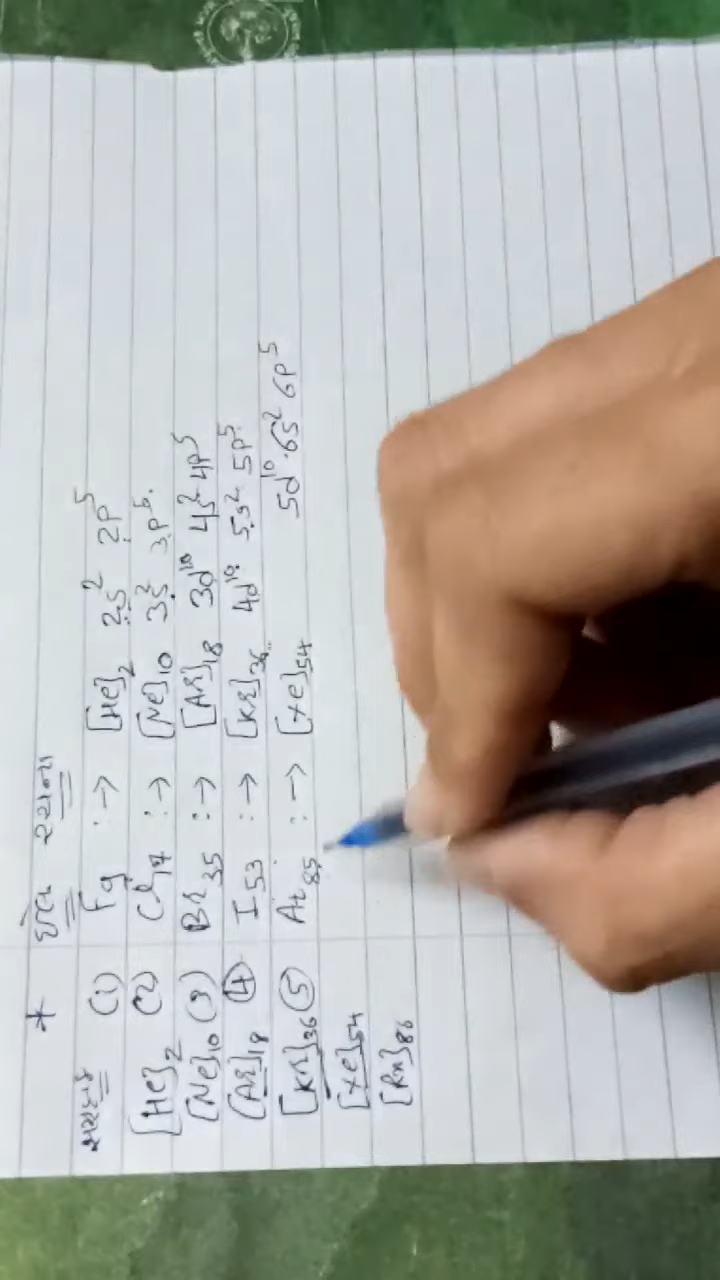 * ઇલે રચના
(1) F9 :→ [He]2 2s2 2p5
(2) Cl17 :→ [Ne]10 3s2 3p5.
(3) Br35 :→ [Ar]18 3d10 4s2 4p5
(4) I53 :→ [Kr]36 4d10 5s2 5p5
(5) At85 :→ [Xe]54 5d10 6s2 6p5
[He]2
[Ne]10
[Ar]18
[Kr]36
[Xe]54
[Rn]86